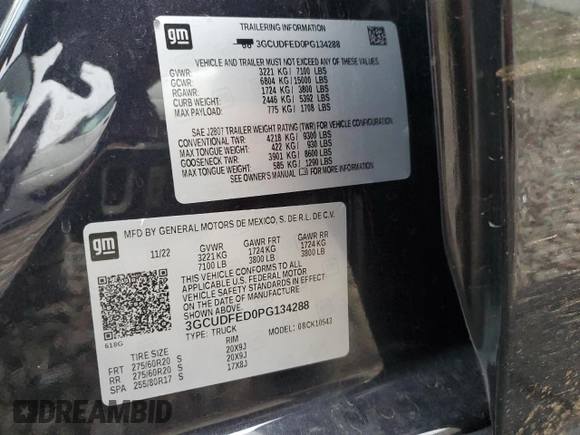 gm
TRAILERING INFORMATION
3GCUDFED0PG134288
VEHICLE AND TRAILER MUST NOT EXCEED ANY OF THESE VALUES:
GVWR: 3221 KG/ 7100 LBS
GCWR: 6804 KG/15000 LBS
RGAWR: 1724 KG/ 3800 LBS
CURB WEIGHT: 2446 KG/ 5392 LBS
MAX PAYLOAD: 775 KG/ 1708 LBS
SAE J2807 TRAILER WEIGHT RATING (TWR) FOR VEHICLE CONFIGURATION
CONVENTIONAL TWR: 4218 KG/ 9300 LBS
MAX TONGUE WEIGHT: 422 KG/ 930 LBS
GOOSENECK TWR: 3901 KG/ 8600 LBS
MAX TONGUE WEIGHT: 585 KG/ 1290 LBS
SEE OWNER'S MANUAL FOR MORE INFORMATION
gm
MFD BY GENERAL MOTORS DE MEXICO, S. DE R.L. DE C.V.
11/22 GVWR GAWR FRT GAWR RR
3221 KG 1724 KG 1724 KG
7100 LB 3800 LB 3800 LB
THIS VEHICLE CONFORMS TO ALL
APPLICABLE U.S. FEDERAL MOTOR
VEHICLE SAFETY STANDARDS IN EFFECT
ON THE DATE OF MANUFACTURE
SHOWN ABOVE
3GCUDFED0PG134288
618G
TYPE: TRUCK MODEL: 08CK10543
TIRE SIZE RIM
FRT 275/60R20 S 20X9J
RR 275/60R20 S 20X9J
SPA 255/80R17 S 17X8J
DREAMBID